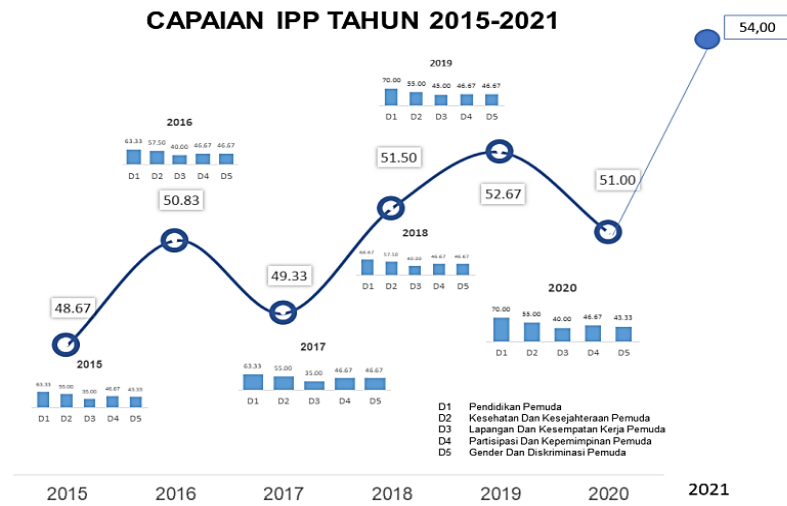 CAPAIAN IPP TAHUN 2015-2021
54,00
2019
70.00 55.00 45.00 46.67 46.67
D1 D2 D3 D4 D5
2016
63.33 57.50 40.00 46.67 46.67
D1 D2 D3 D4 D5
50.83
51.50
52.67
51.00
2018
66.67 57.50 40.00 46.67 46.67
D1 D2 D3 D4 D5
49.33
48.67
2020
70.00 55.00 40.00 46.67 43.33
D1 D2 D3 D4 D5
2017
63.33 55.00 35.00 46.67 46.67
D1 D2 D3 D4 D5
2015
63.33 55.00 35.00 46.67 43.33
D1 D2 D3 D4 D5
D1 Pendidikan Pemuda
D2 Kesehatan Dan Kesejahteraan Pemuda
D3 Lapangan Dan Kesempatan Kerja Pemuda
D4 Partisipasi Dan Kepemimpinan Pemuda
D5 Gender Dan Diskriminasi Pemuda
2015 2016 2017 2018 2019 2020 2021